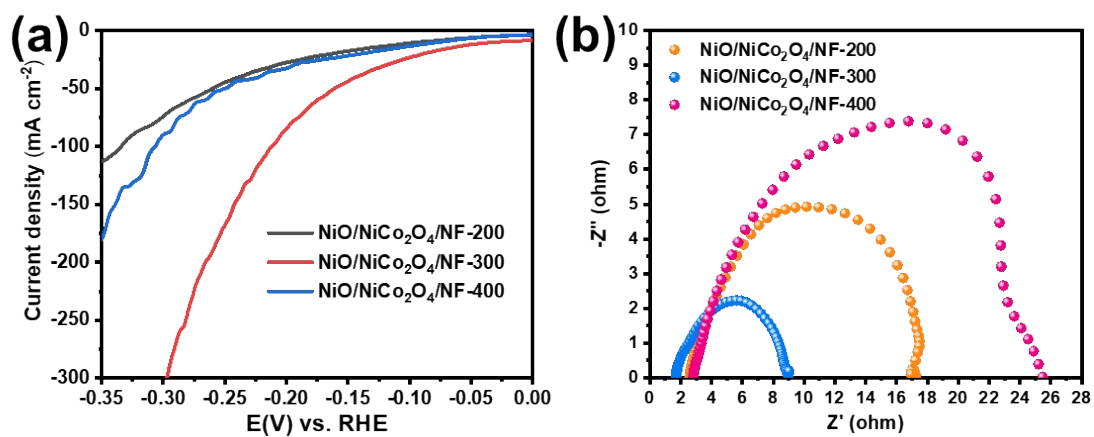 (a)
0
-50
-100
-150
-200
-250
-300
Current density (mA cm⁻²)
NiO/NiCo₂O₄/NF-200
NiO/NiCo₂O₄/NF-300
NiO/NiCo₂O₄/NF-400
-0.35 -0.30 -0.25 -0.20 -0.15 -0.10 -0.05 0.00
E(V) vs. RHE
(b)
10
9
8
7
6
5
4
3
2
1
0
-Z'' (ohm)
NiO/NiCo₂O₄/NF-200
NiO/NiCo₂O₄/NF-300
NiO/NiCo₂O₄/NF-400
0 2 4 6 8 10 12 14 16 18 20 22 24 26 28
Z' (ohm)